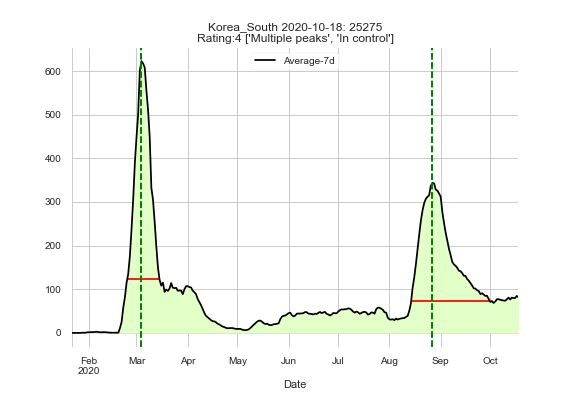 Korea_South 2020-10-18: 25275
Rating:4 ['Multiple peaks', 'In control']
Average-7d
600
500
400
300
200
100
0
Feb Mar Apr May Jun Jul Aug Sep Oct
2020
Date